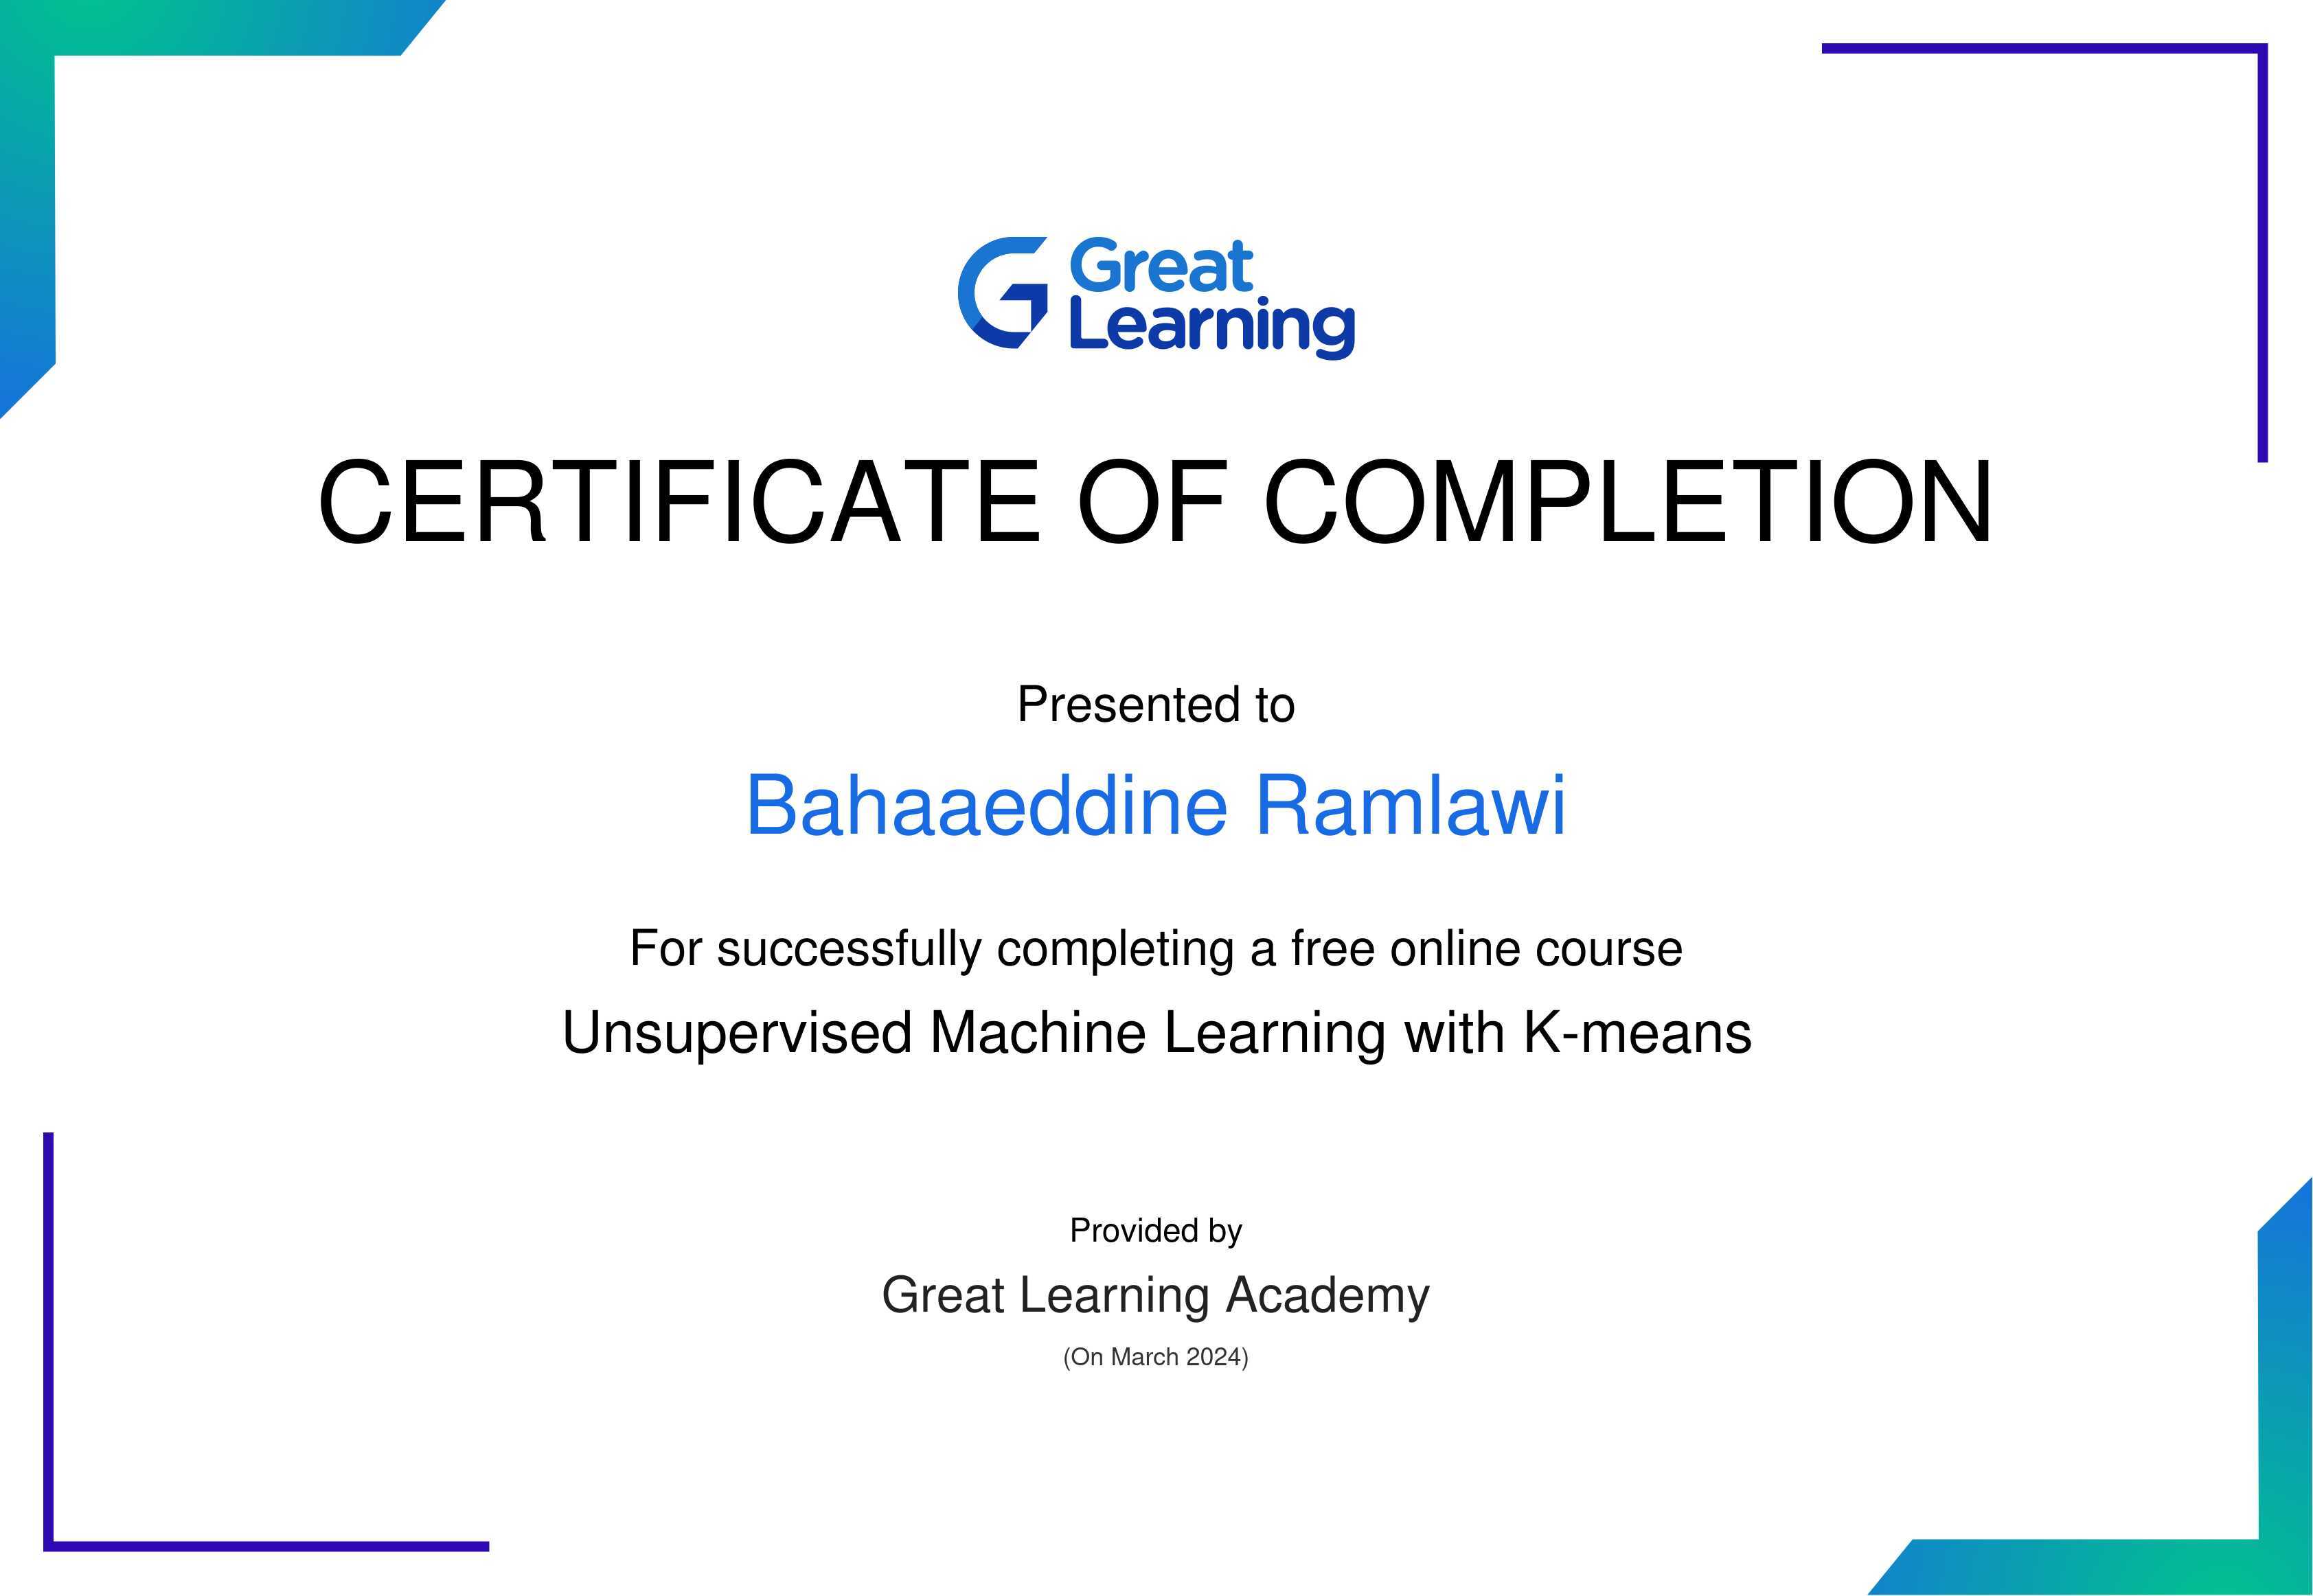 Great
Learning
CERTIFICATE OF COMPLETION
Presented to
Bahaaeddine Ramlawi
For successfully completing a free online course
Unsupervised Machine Learning with K-means
Provided by
Great Learning Academy
(On March 2024)